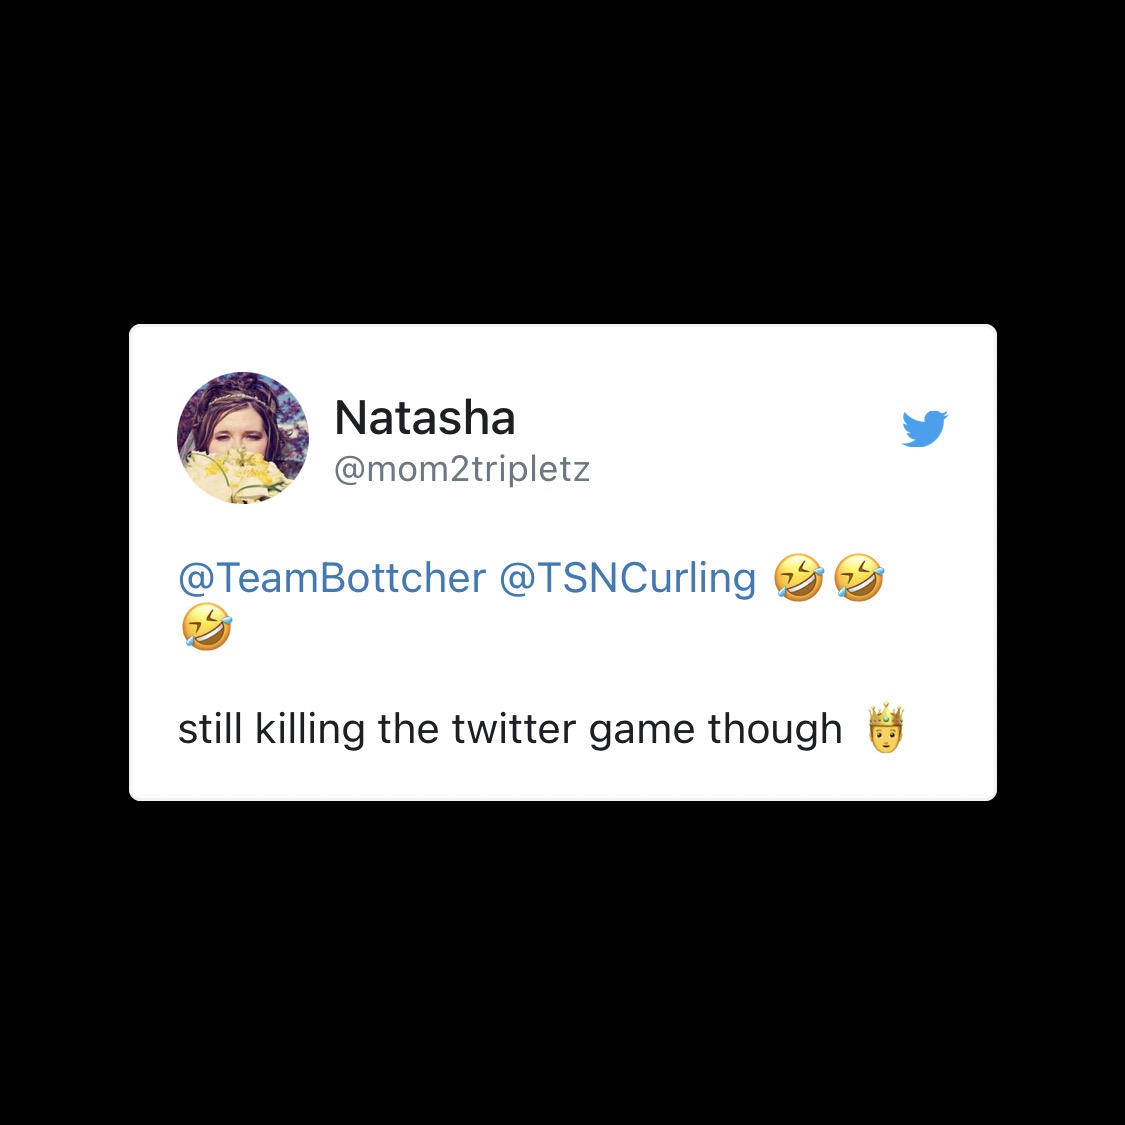 Natasha
@mom2tripletz
@TeamBottcher @TSNCurling 🤣🤣
🤣
still killing the twitter game though 🤴